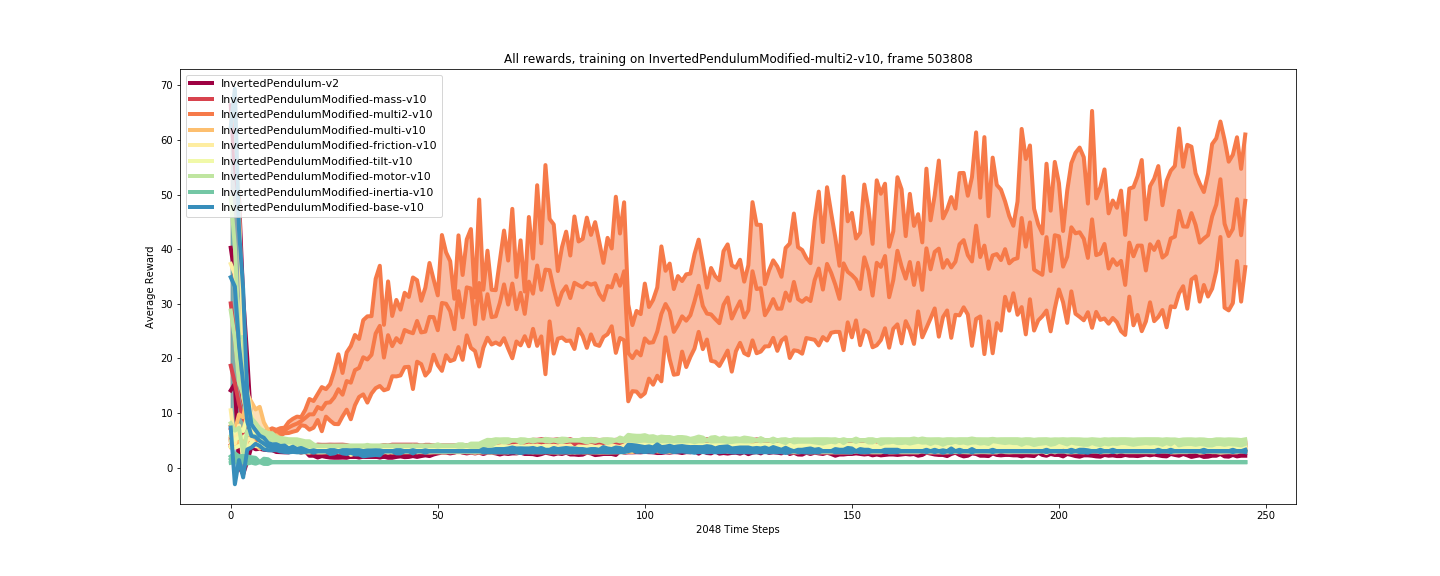 All rewards, training on InvertedPendulumModified-multi2-v10, frame 503808
InvertedPendulum-v2
InvertedPendulumModified-mass-v10
InvertedPendulumModified-multi2-v10
InvertedPendulumModified-multi-v10
InvertedPendulumModified-friction-v10
InvertedPendulumModified-tilt-v10
InvertedPendulumModified-motor-v10
InvertedPendulumModified-inertia-v10
InvertedPendulumModified-base-v10
Average Reward
70
60
50
40
30
20
10
0
0 50 100 150 200 250
2048 Time Steps